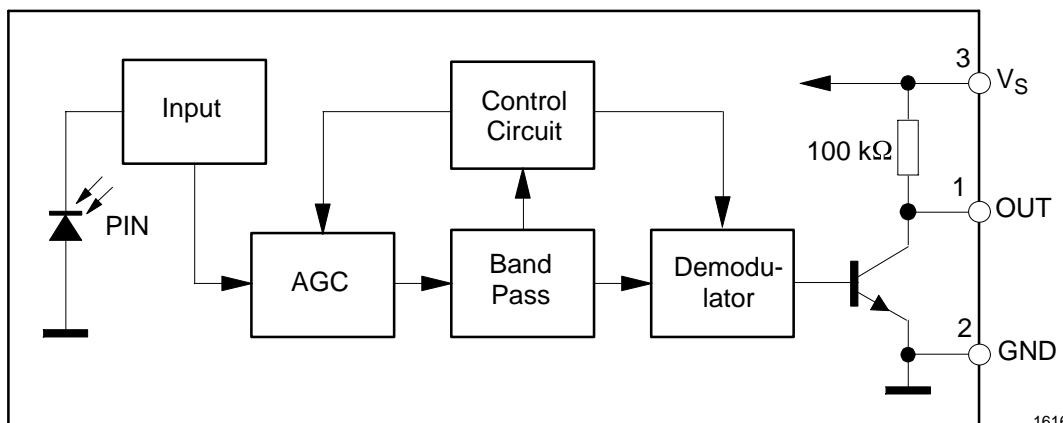 Input
Control
Circuit
3
V_S
100 kΩ
1
OUT
PIN
AGC
Band
Pass
Demodu-
lator
2
GND